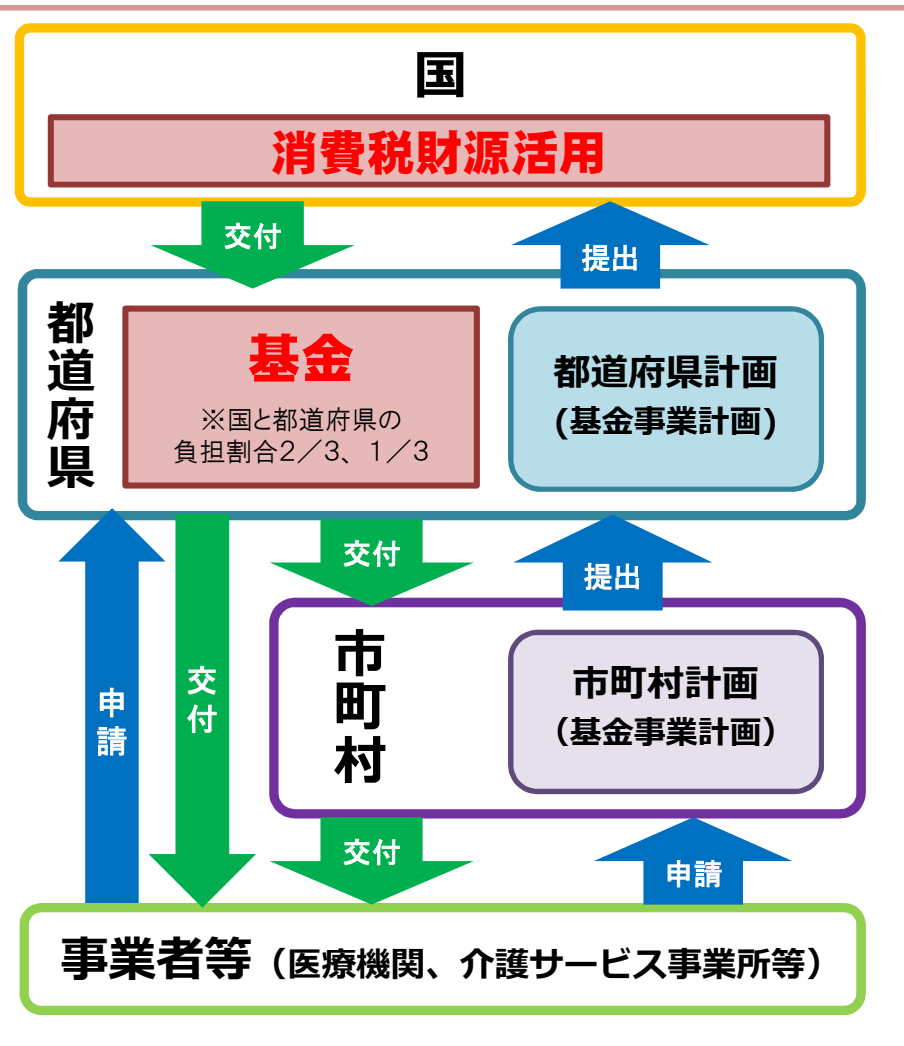 国
消費税財源活用
交付
提出
都道府県
基金
※国と都道府県の
負担割合2/3、1/3
都道府県計画
(基金事業計画)
交付
提出
申請
交付
市町村
市町村計画
（基金事業計画）
交付
申請
事業者等（医療機関、介護サービス事業所等）